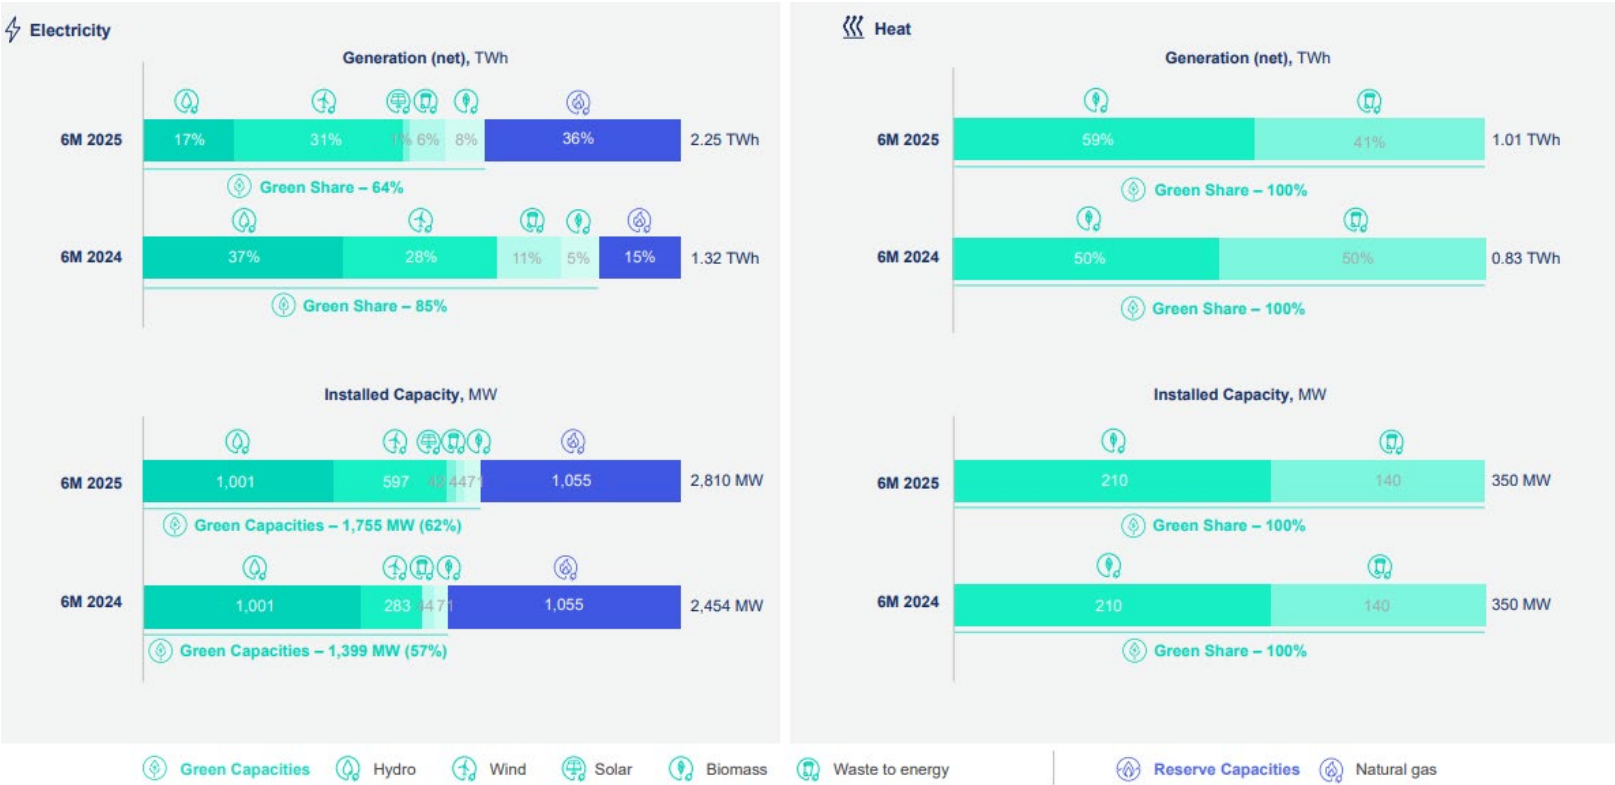 Electricity
Generation (net), TWh
6M 2025
17%
31%
1%
6%
8%
36%
2.25 TWh
Green Share – 64%
6M 2024
37%
28%
11%
5%
15%
1.32 TWh
Green Share – 85%
Installed Capacity, MW
6M 2025
1,001
597
42
44
71
1,055
2,810 MW
Green Capacities – 1,755 MW (62%)
6M 2024
1,001
283
44
71
1,055
2,454 MW
Green Capacities – 1,399 MW (57%)
Heat
Generation (net), TWh
6M 2025
59%
41%
1.01 TWh
Green Share – 100%
6M 2024
50%
50%
0.83 TWh
Green Share – 100%
Installed Capacity, MW
6M 2025
210
140
350 MW
Green Share – 100%
6M 2024
210
140
350 MW
Green Share – 100%
Green Capacities
Hydro
Wind
Solar
Biomass
Waste to energy
Reserve Capacities
Natural gas